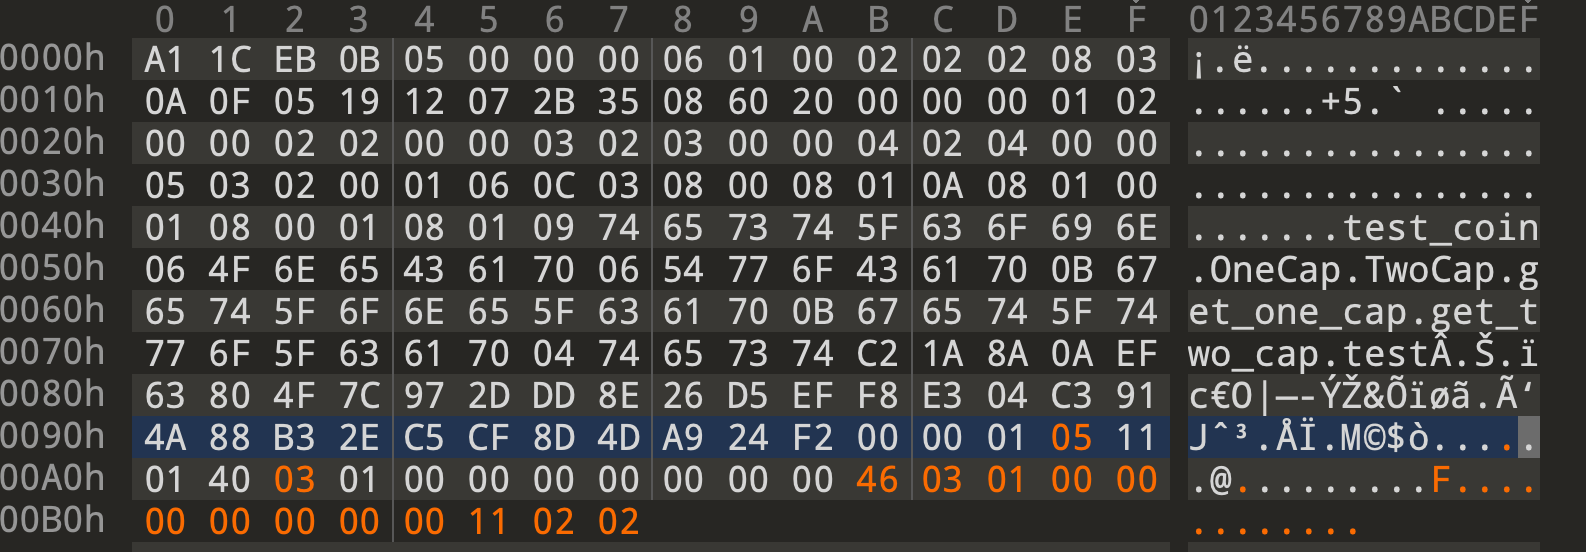 0 1 2 3 4 5 6 7 8 9 A B C D E F 0123456789ABCDEF
0000h A1 1C EB 0B 05 00 00 00 06 01 00 02 02 02 08 03 ¡.ë.............
0010h 0A 0F 05 19 12 07 2B 35 08 60 20 00 00 00 01 02 ......+5.` .....
0020h 00 00 02 02 00 00 03 02 03 00 00 04 02 04 00 00 ................
0030h 05 03 02 00 01 06 0C 03 08 00 08 01 0A 08 01 00 ................
0040h 01 08 00 01 08 01 09 74 65 73 74 5F 63 6F 69 6E .......test_coin
0050h 06 4F 6E 65 43 61 70 06 54 77 6F 43 61 70 0B 67 .OneCap.TwoCap.g
0060h 65 74 5F 6F 6E 65 5F 63 61 70 0B 67 65 74 5F 74 et_one_cap.get_t
0070h 77 6F 5F 63 61 70 04 74 65 73 74 C2 1A 8A 0A EF wo_cap.testÂ.Š.ï
0080h 63 80 4F 7C 97 2D DD 8E 26 D5 EF F8 E3 04 C3 91 c€O|—-ÝŽ&Õïøã.Ã‘
0090h 4A 88 B3 2E C5 CF 8D 4D A9 24 F2 00 00 01 05 11 Jˆ³.ÅÏ.M©$ò.....
00A0h 01 40 03 01 00 00 00 00 00 00 00 46 03 01 00 00 .@.........F....
00B0h 00 00 00 00 00 11 02 02 ........